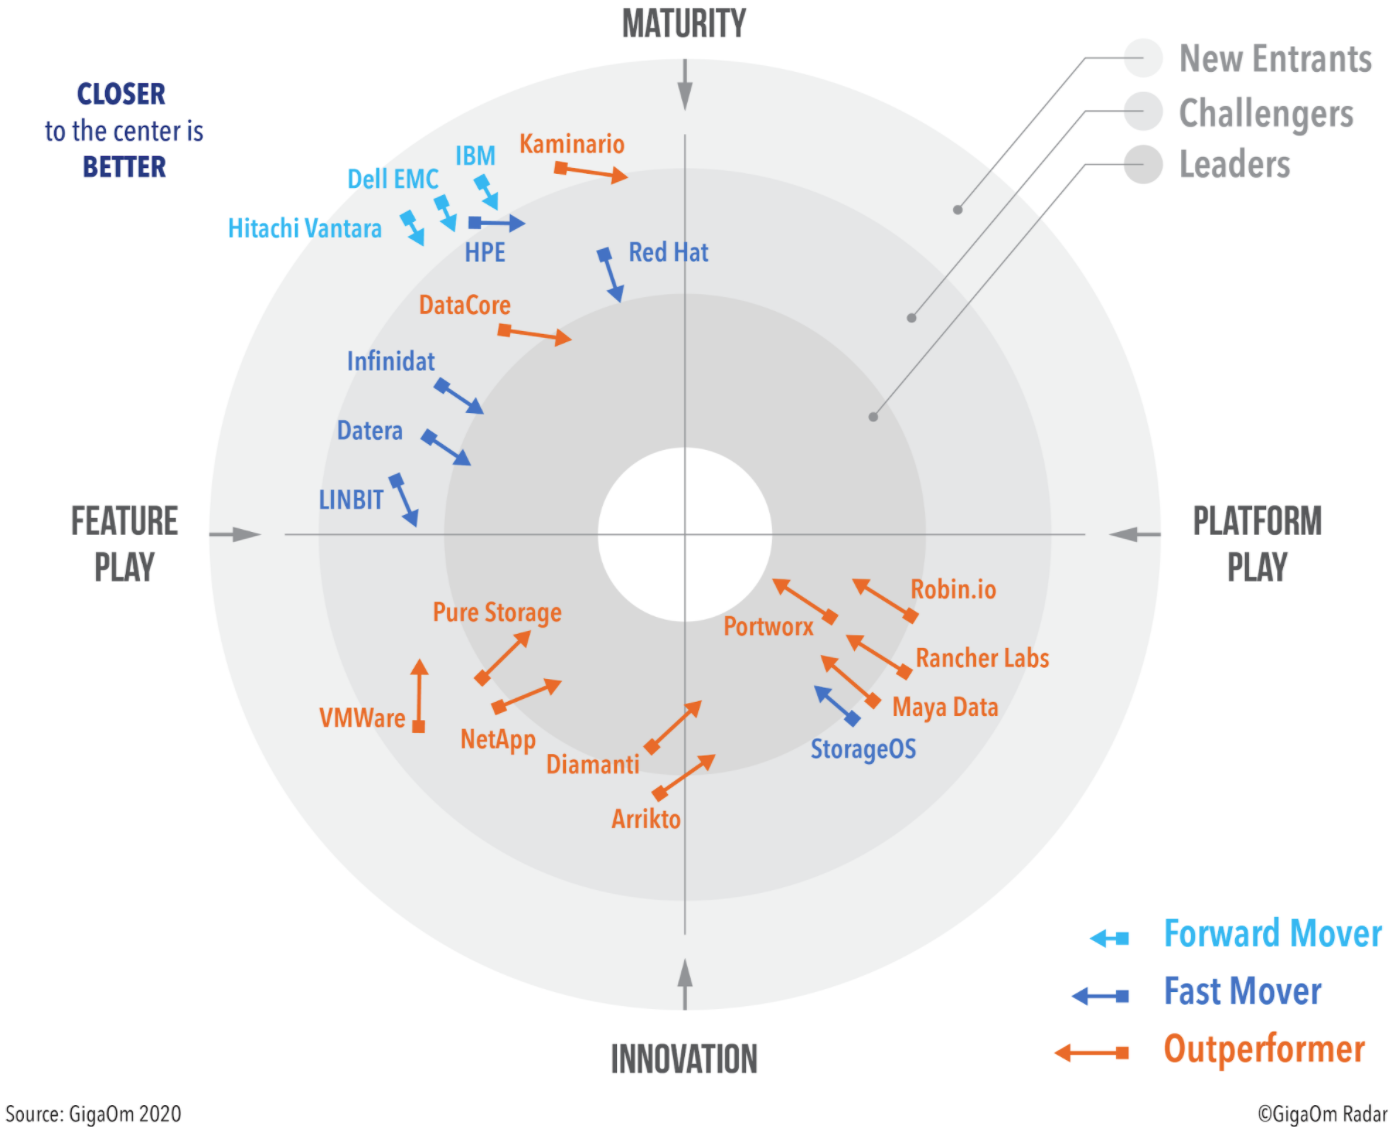 MATURITY
CLOSER
to the center is
BETTER
New Entrants
Challengers
Leaders
Kaminario
IBM
Dell EMC
Hitachi Vantara
HPE
Red Hat
DataCore
Infinidat
Datera
LINBIT
FEATURE
PLAY
PLATFORM
PLAY
Robin.io
Portworx
Pure Storage
Rancher Labs
Maya Data
VMWare
NetApp
StorageOS
Diamanti
Arrikto
Forward Mover
Fast Mover
Outperformer
INNOVATION
Source: GigaOm 2020
©GigaOm Radar